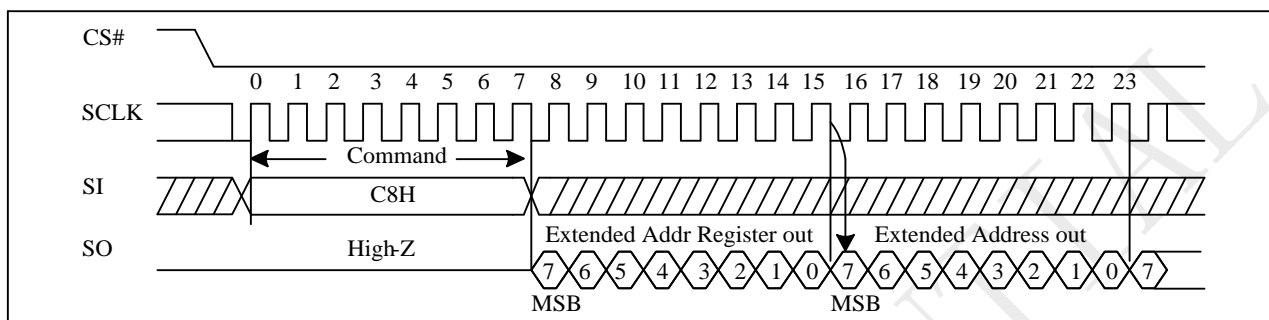 CS#
0 1 2 3 4 5 6 7 8 9 10 11 12 13 14 15 16 17 18 19 20 21 22 23
SCLK
Command
SI
C8H
Extended Addr Register out Extended Address out
SO High-Z
7 6 5 4 3 2 1 0 7 6 5 4 3 2 1 0 7
MSB MSB
TIAL